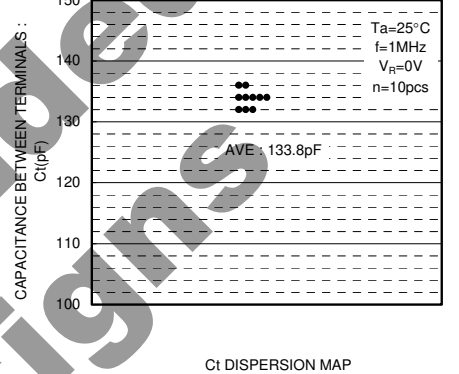 150
140
130
120
110
100
CAPACITANCE BETWEEN TERMINALS :
Ct(pF)
Ta=25°C
f=1MHz
VR=0V
n=10pcs
AVE : 133.8pF
Ct DISPERSION MAP